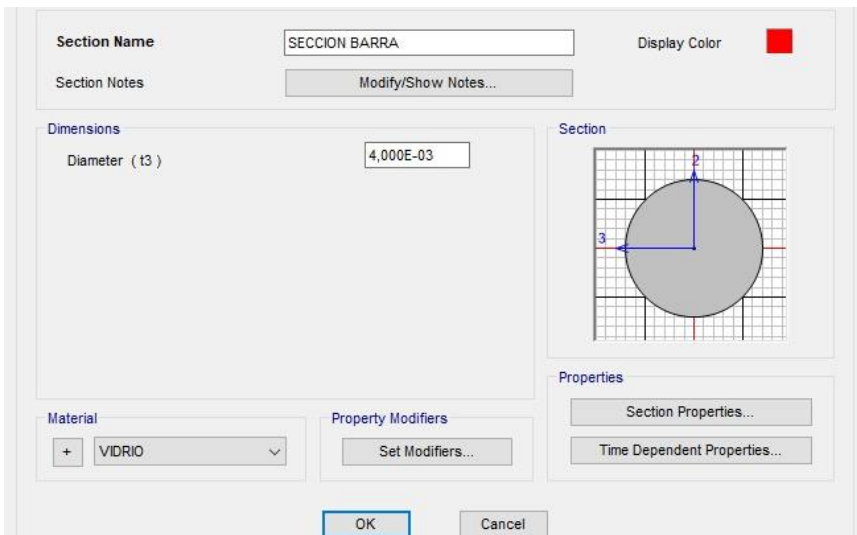 Section Name SECCION BARRA Display Color
Section Notes Modify/Show Notes...
Dimensions
Diameter ( t3 ) 4,000E-03
Section
2
3
Properties
Section Properties...
Time Dependent Properties...
Material
+ VIDRIO
Property Modifiers
Set Modifiers...
OK Cancel